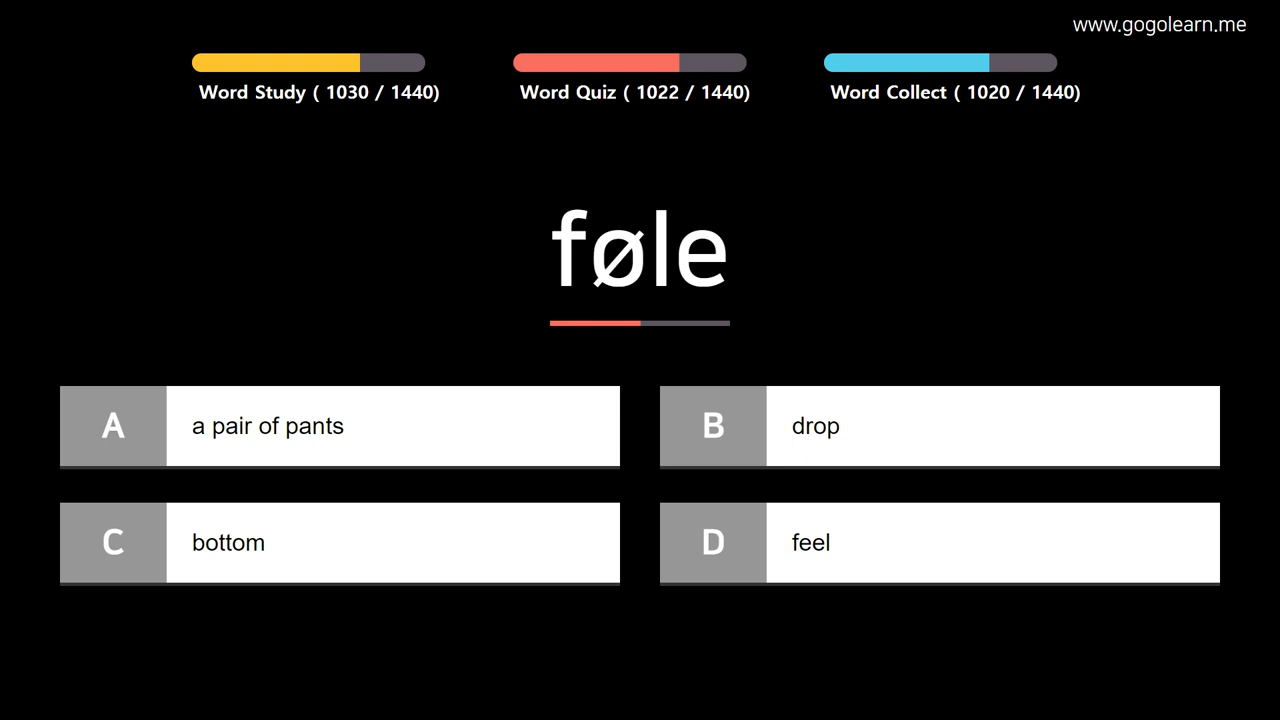 www.gogolearn.me
Word Study ( 1030 / 1440)
Word Quiz ( 1022 / 1440)
Word Collect ( 1020 / 1440)
føle
A
a pair of pants
B
drop
C
bottom
D
feel